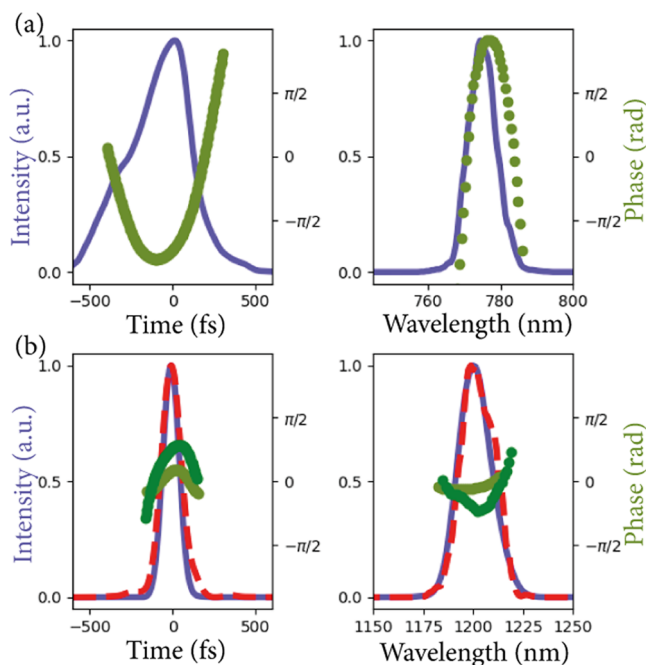 (a)
1.0
0.5
0.0
Intensity (a.u.)
π/2
0
−π/2
−500
0
500
Time (fs)
π/2
0
−π/2
Phase (rad)
1.0
0.5
0.0
760
780
800
Wavelength (nm)
(b)
1.0
0.5
0.0
Intensity (a.u.)
π/2
0
−π/2
−500
0
500
Time (fs)
1.0
0.5
0.0
π/2
0
−π/2
Phase (rad)
1150
1175
1200
1225
1250
Wavelength (nm)